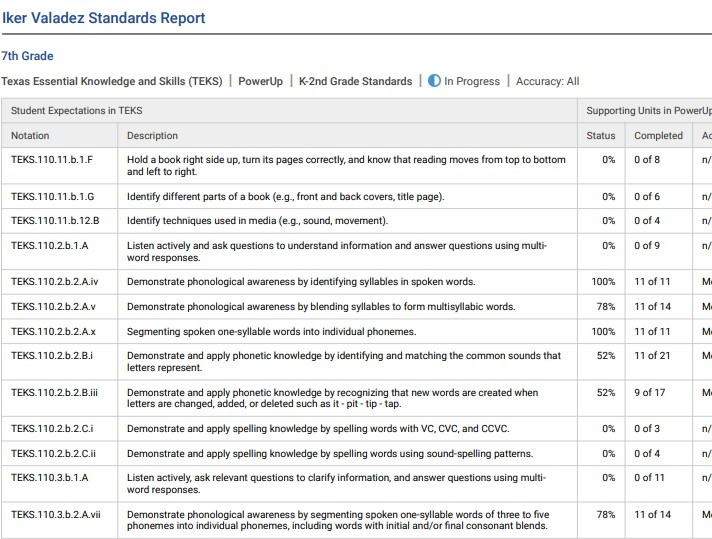 Iker Valadez Standards Report
7th Grade
Texas Essential Knowledge and Skills (TEKS) | PowerUp | K-2nd Grade Standards | In Progress | Accuracy: All
Student Expectations in TEKS Supporting Units in PowerUp
Notation Description Status Completed
TEKS.110.11.b.1.F Hold a book right side up, turn its pages correctly, and know that reading moves from top to bottom 0% 0 of 8 n/
and left to right.
TEKS.110.11.b.1.G Identify different parts of a book (e.g., front and back covers, title page). 0% 0 of 6 n/
TEKS.110.11.b.12.B Identify techniques used in media (e.g., sound, movement). 0% 0 of 4 n/
TEKS.110.2.b.1.A Listen actively and ask questions to understand information and answer questions using multi- 0% 0 of 9 n/
word responses.
TEKS.110.2.b.2.A.iv Demonstrate phonological awareness by identifying syllables in spoken words. 100% 11 of 11
TEKS.110.2.b.2.A.v Demonstrate phonological awareness by blending syllables to form multisyllabic words. 78% 11 of 14
TEKS.110.2.b.2.A.x Segmenting spoken one-syllable words into individual phonemes. 100% 11 of 11
TEKS.110.2.b.2.B.i Demonstrate and apply phonetic knowledge by identifying and matching the common sounds that 52% 11 of 21
letters represent.
TEKS.110.2.b.2.B.iii Demonstrate and apply phonetic knowledge by recognizing that new words are created when 52% 9 of 17
letters are changed, added, or deleted such as it - pit - tip - tap.
TEKS.110.2.b.2.C.i Demonstrate and apply spelling knowledge by spelling words with VC, CVC, and CCVC. 0% 0 of 3 n/
TEKS.110.2.b.2.C.ii Demonstrate and apply spelling knowledge by spelling words using sound-spelling patterns. 0% 0 of 4 n/
TEKS.110.3.b.1.A Listen actively, ask relevant questions to clarify information, and answer questions using multi- 0% 0 of 11 n/
word responses.
TEKS.110.3.b.2.A.vii Demonstrate phonological awareness by segmenting spoken one-syllable words of three to five 78% 11 of 14
phonemes into individual phonemes, including words with initial and/or final consonant blends.